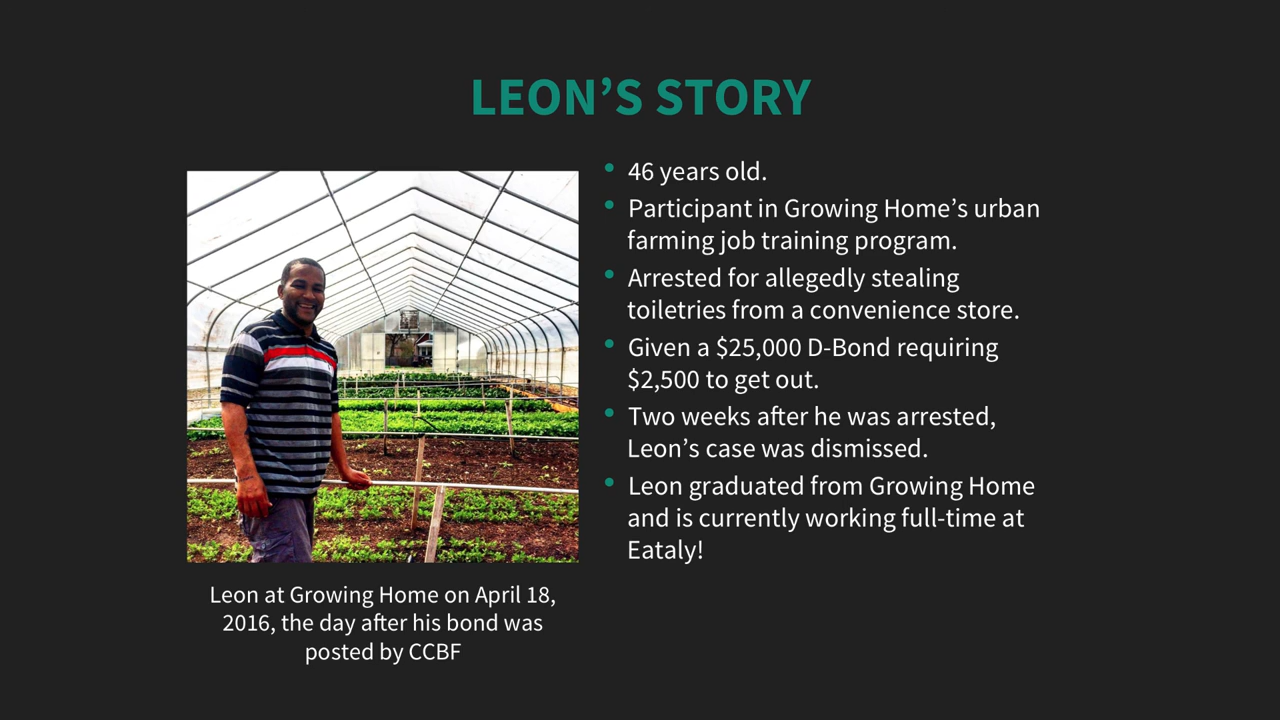 LEON’S STORY
• 46 years old.
• Participant in Growing Home’s urban
farming job training program.
• Arrested for allegedly stealing
toiletries from a convenience store.
• Given a $25,000 D-Bond requiring
$2,500 to get out.
• Two weeks after he was arrested,
Leon’s case was dismissed.
• Leon graduated from Growing Home
and is currently working full-time at
Eataly!
Leon at Growing Home on April 18,
2016, the day after his bond was
posted by CCBF